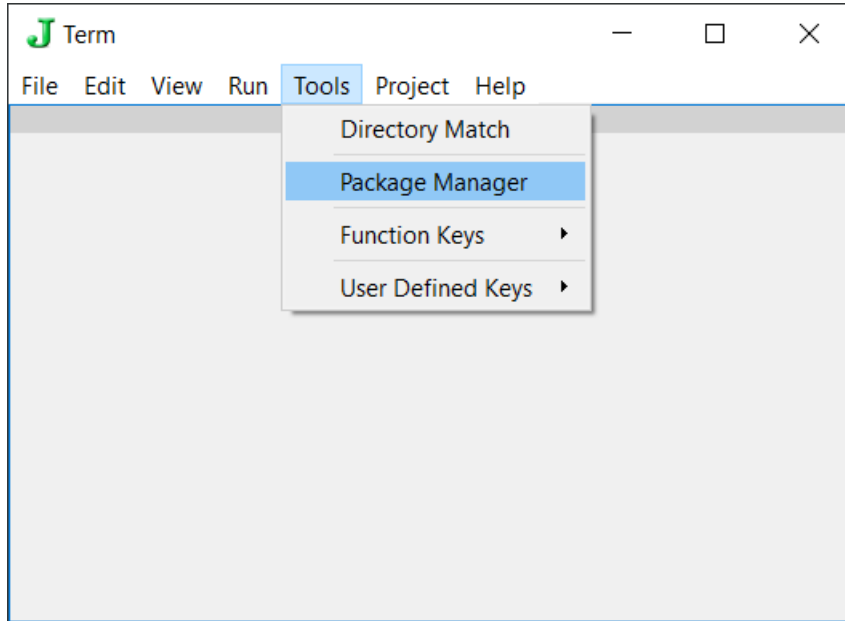 J Term
File Edit View Run Tools Project Help
Directory Match
Package Manager
Function Keys
User Defined Keys